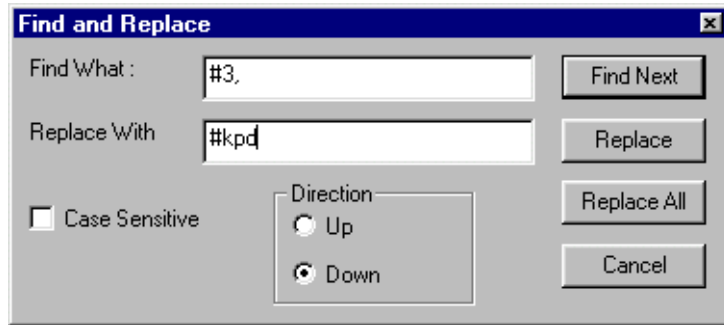 Find and Replace
Find What :
#3,
Find Next
Replace With
#kpd
Replace
Case Sensitive
Direction
Up
Down
Replace All
Cancel